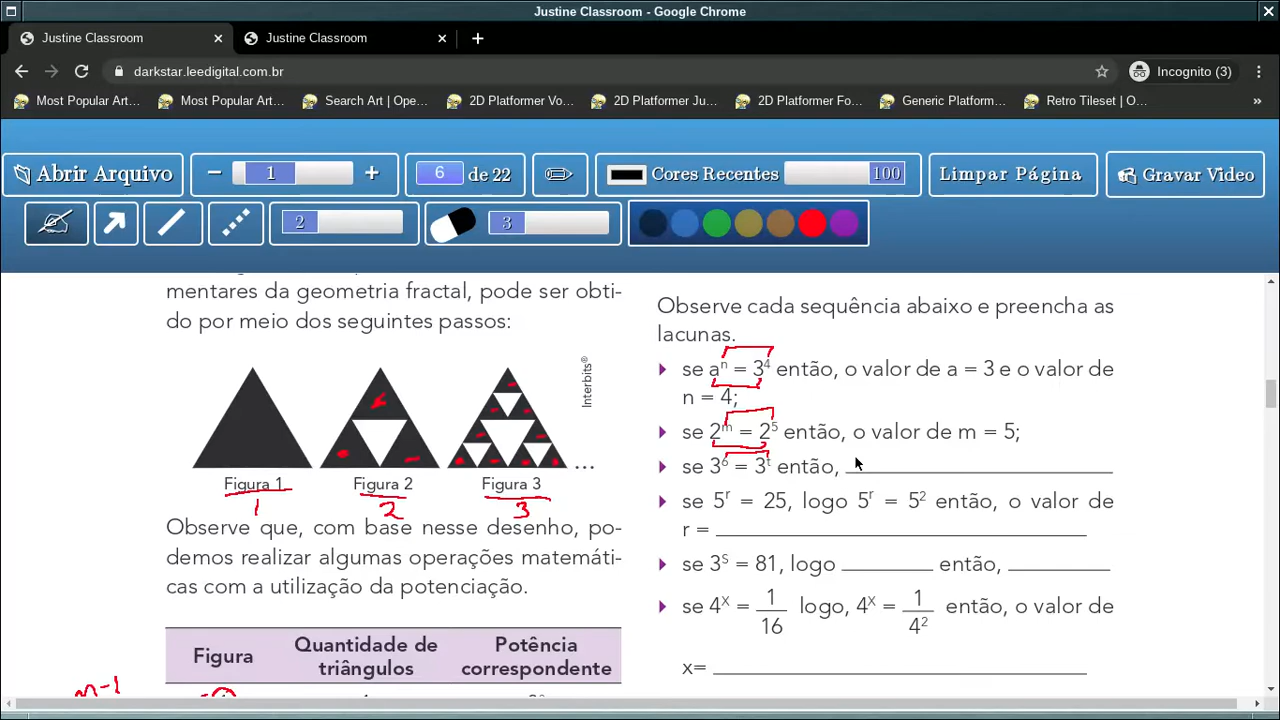 Justine Classroom - Google Chrome
Justine Classroom
Justine Classroom
darkstar.leedigital.com.br
Incognito (3)
Most Popular Art...
Most Popular Art...
Search Art | Ope...
2D Platformer Vo...
2D Platformer Ju...
2D Platformer Fo...
Generic Platform...
Retro Tileset | O...
Abrir Arquivo
1
6 de 22
Cores Recentes
100
Limpar Página
Gravar Video
2
3
mentares da geometria fractal, pode ser obti-
do por meio dos seguintes passos:
Interbits®
...
Figura 1
Figura 2
Figura 3
1
2
3
Observe que, com base nesse desenho, po-
demos realizar algumas operações matemáti-
cas com a utilização da potenciação.
Figura
Quantidade de
triângulos
Potência
correspondente
n-1
Observe cada sequência abaixo e preencha as
lacunas.
se aⁿ = 3⁴ então, o valor de a = 3 e o valor de
n = 4;
se 2ᵐ = 2⁵ então, o valor de m = 5;
se 3⁶ = 3ᵗ então, ____________
se 5ʳ = 25, logo 5ʳ = 5² então, o valor de
r = ____________
se 3ˢ = 81, logo ________ então, ________
se 4ˣ = 1/16 logo, 4ˣ = 1/4² então, o valor de
x= ____________